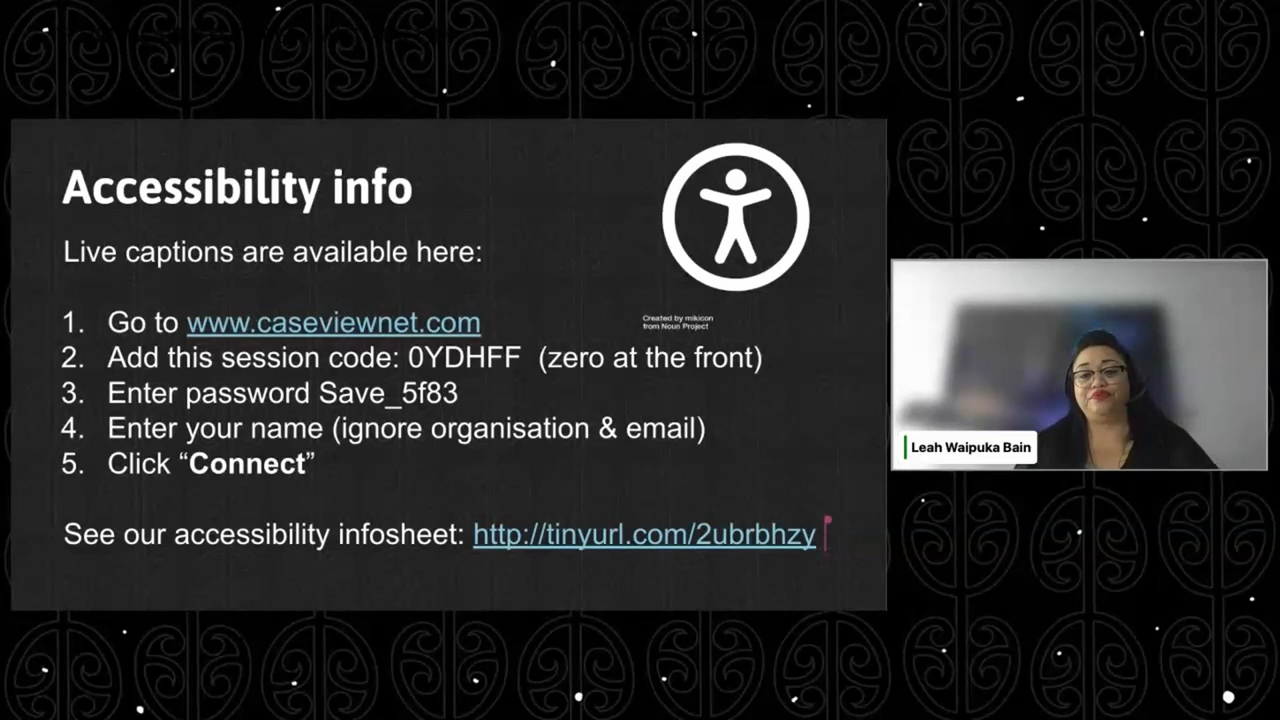 Accessibility info
Live captions are available here:
1. Go to www.caseviewnet.com
2. Add this session code: 0YDHFF (zero at the front)
3. Enter password Save_5f83
4. Enter your name (ignore organisation & email)
5. Click “Connect”
See our accessibility infosheet: http://tinyurl.com/2ubrbhzy
Created by mikicon
from Noun Project
Leah Waipuka Bain